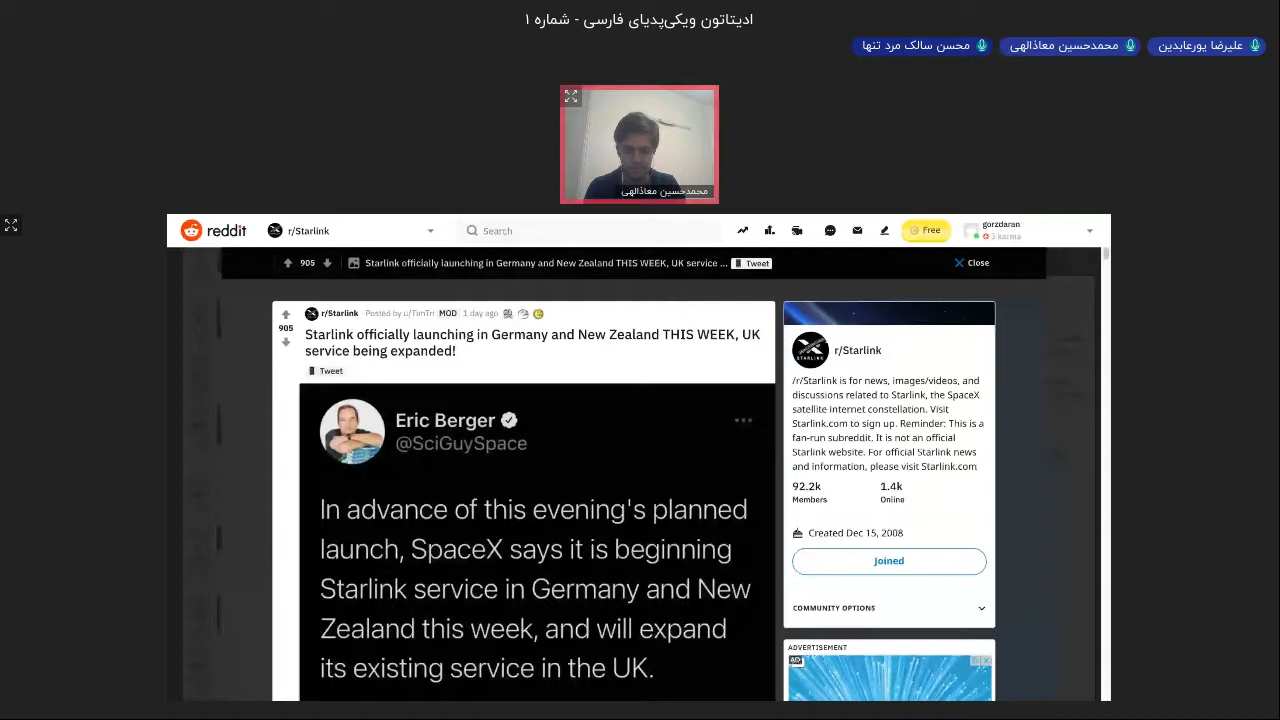 ادیتاتون ویکی‌پدیای فارسی - شماره ۱
علیرضا پورعابدین
محمدحسین معاذالهی
محسن سالک مرد تنها
محمدحسین معاذالهی
reddit
r/Starlink
Search
Free
gorzdaran
3 karma
905
Starlink officially launching in Germany and New Zealand THIS WEEK, UK service ...
Tweet
Close
905
r/Starlink Posted by u/TimTri MOD 1 day ago
Starlink officially launching in Germany and New Zealand THIS WEEK, UK
service being expanded!
Tweet
Eric Berger
@SciGuySpace
In advance of this evening's planned
launch, SpaceX says it is beginning
Starlink service in Germany and New
Zealand this week, and will expand
its existing service in the UK.
STARLINK
r/Starlink
/r/Starlink is for news, images/videos, and
discussions related to Starlink, the SpaceX
satellite internet constellation. Visit
Starlink.com to sign up. Reminder: This is a
fan-run subreddit. It is not an official
Starlink website. For official Starlink news
and information, please visit Starlink.com
92.2k
Members
1.4k
Online
Created Dec 15, 2008
Joined
COMMUNITY OPTIONS
ADVERTISEMENT
AD